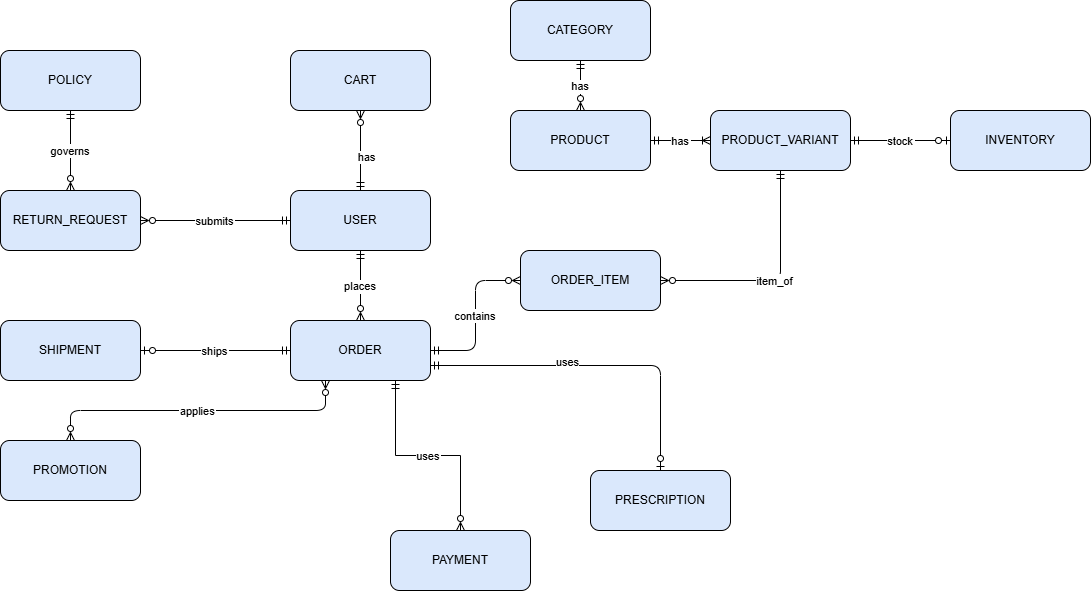 CATEGORY
POLICY
CART
has
PRODUCT
has
PRODUCT_VARIANT
stock
INVENTORY
governs
has
RETURN_REQUEST
submits
USER
places
ORDER_ITEM
item_of
contains
SHIPMENT
ships
ORDER
uses
applies
PROMOTION
uses
PRESCRIPTION
PAYMENT